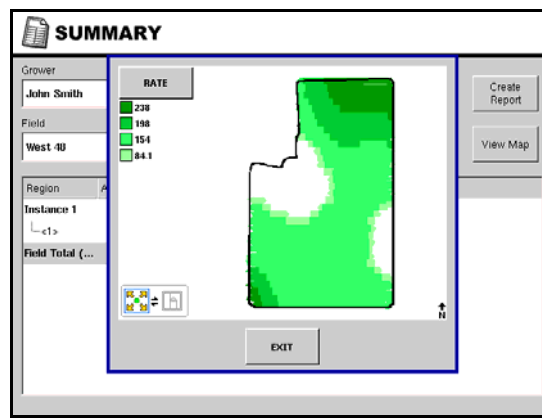 SUMMARY
Grower
John Smith
Field
West 40
Region A
Instance 1
<1>
Field Total (...
RATE
238
198
154
84.1
N
EXIT
Create
Report
View Map